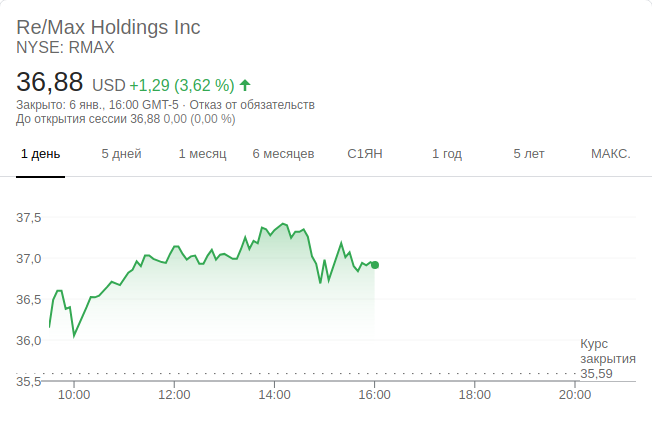 Re/Max Holdings Inc
NYSE: RMAX
36,88 USD +1,29 (3,62 %)
Закрыто: 6 янв., 16:00 GMT-5 · Отказ от обязательств
До открытия сессии 36,88 0,00 (0,00 %)
1 день 5 дней 1 месяц 6 месяцев С1ЯН 1 год 5 лет МАКС.
37,5
37,0
36,5
36,0
Курс
закрытия
35,59
35,5
10:00 12:00 14:00 16:00 18:00 20:00